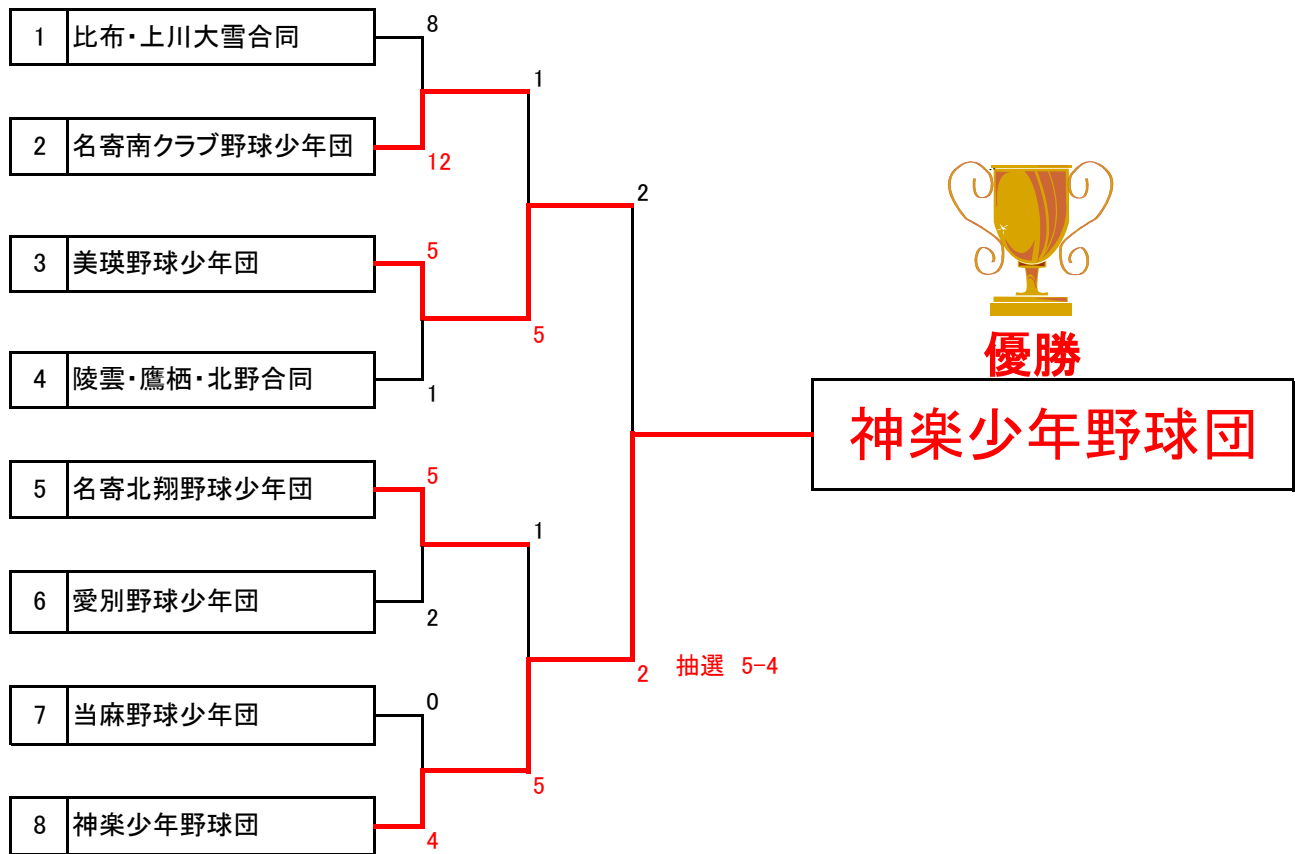 8
1 比布・上川大雪合同
1
2 名寄南クラブ野球少年団
12
2
5
3 美瑛野球少年団
5
優勝
4 陵雲・鷹栖・北野合同
1
神楽少年野球団
5
5 名寄北翔野球少年団
1
6 愛別野球少年団
2
2 抽選 5-4
0
7 当麻野球少年団
5
8 神楽少年野球団
4